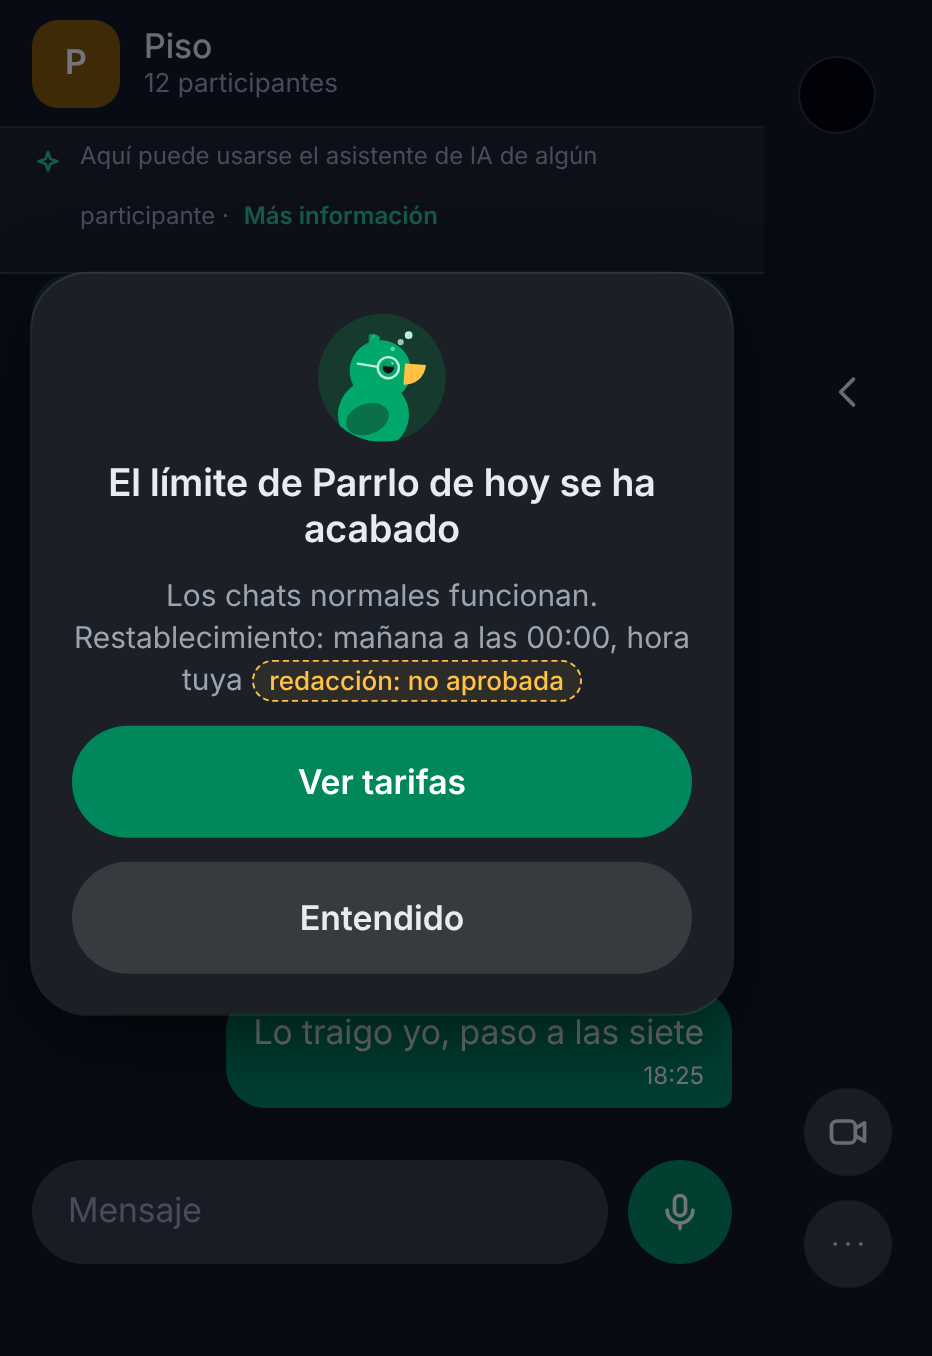 P
Piso
12 participantes
Aquí puede usarse el asistente de IA de algún
participante · Más información
El límite de Parrlo de hoy se ha
acabado
Los chats normales funcionan.
Restablecimiento: mañana a las 00:00, hora
tuya redacción: no aprobada
Ver tarifas
Entendido
Lo traigo yo, paso a las siete
18:25
Mensaje